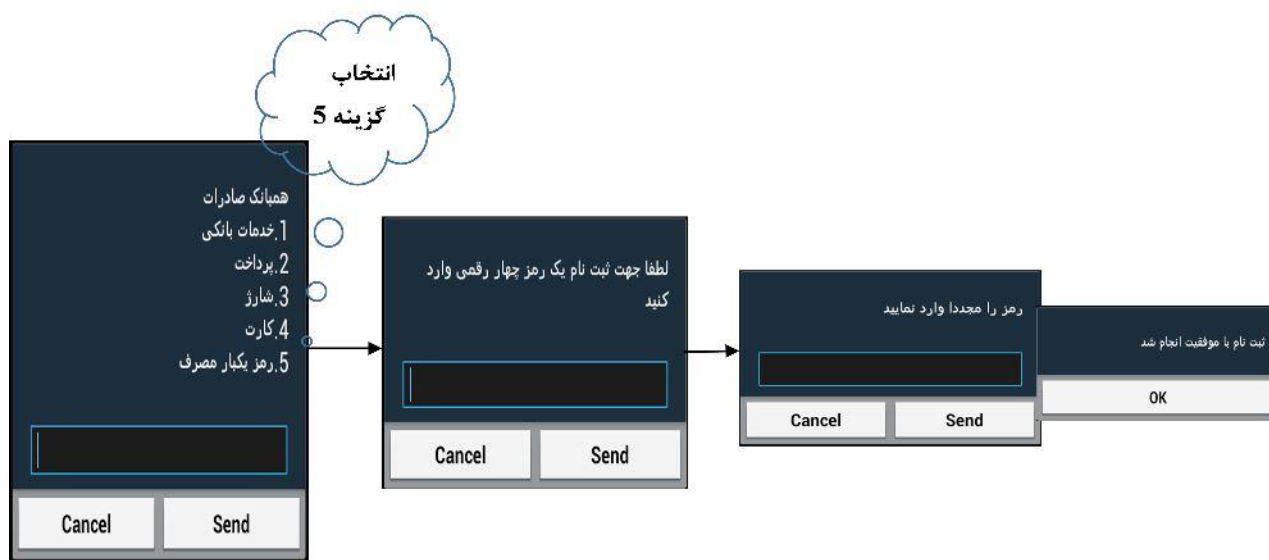 انتخاب
گزینه 5
همبانک صادرات
1.خدمات بانکی
2.پرداخت
3.شارژ
4.کارت
5.رمز یکبار مصرف
Cancel
Send
لطفا جهت ثبت نام یک رمز چهار رقمی وارد
کنید
Cancel
Send
رمز را مجددا وارد نمایید
Cancel
Send
ثبت نام با موفقیت انجام شد
OK